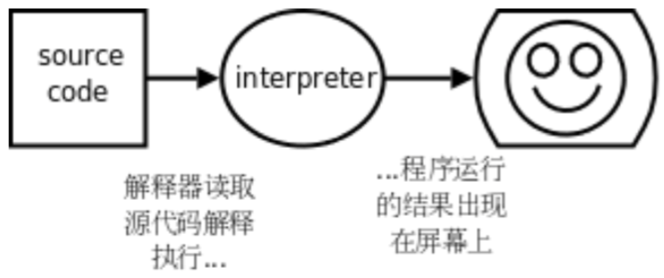 source
code
interpreter
解释器读取
源代码解释
执行...
...程序运行
的结果出现
在屏幕上